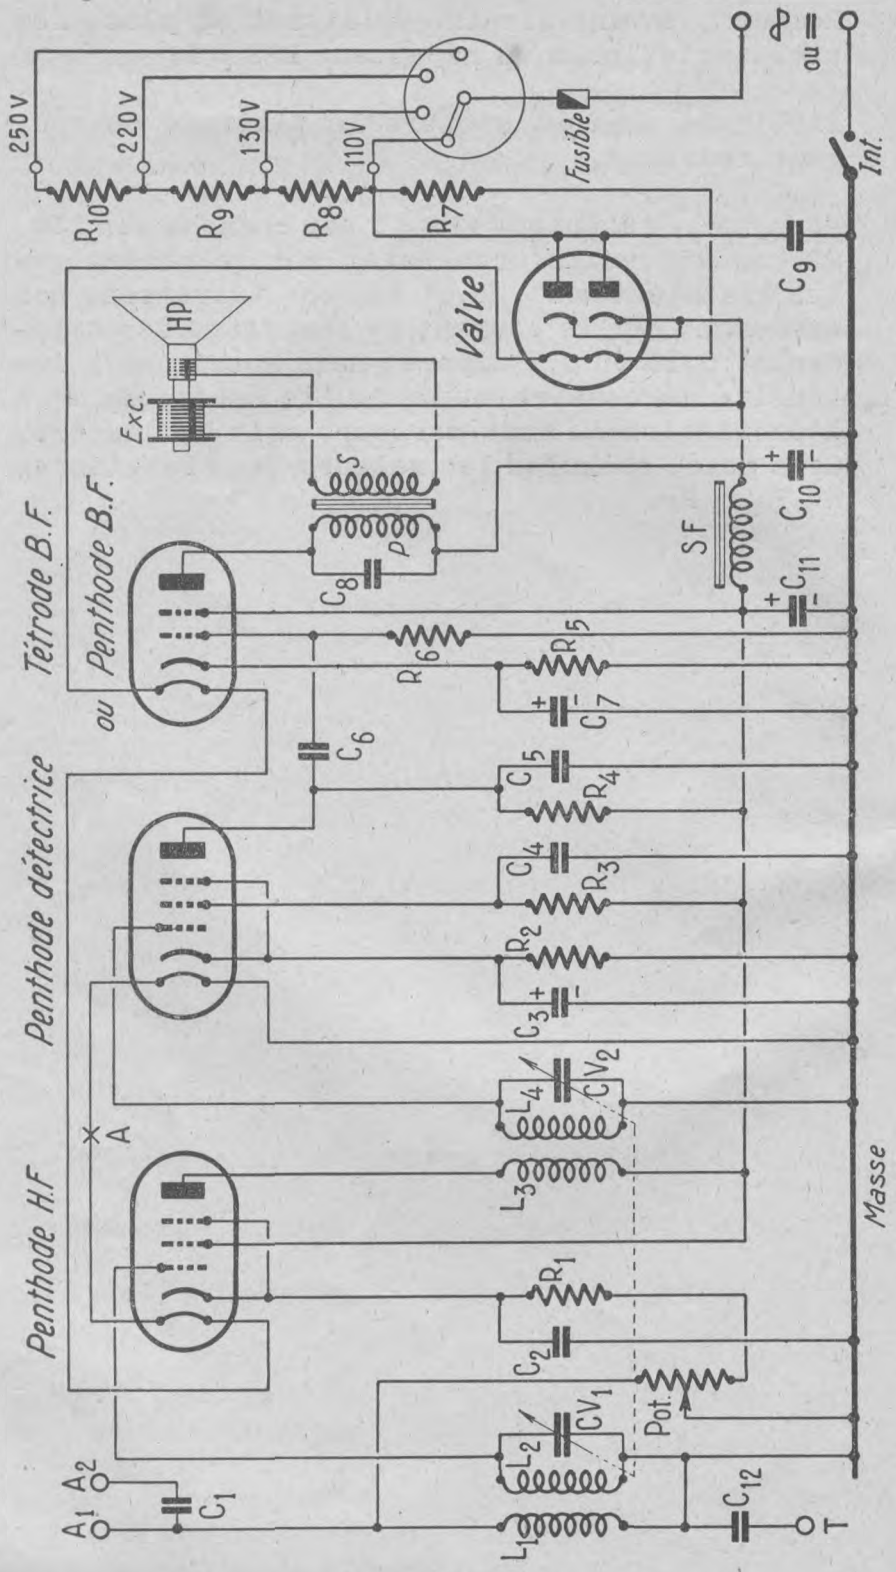 Penthode H.F
Penthode détectrice
Tétrode B.F.
ou Penthode B.F.
A1
A2
C1
A
HP
Exc.
S
P
C8
C6
R6
Valve
250V
220V
130V
110V
R10
R9
R8
R7
Fusible
ou =
Int.
C9
C10
+
-
SF
C11
+
-
R5
C7
+
-
C5
R4
C4
R3
R2
C3
+
-
L4
CV2
L3
R1
C2
Pot.
L2
CV1
L1
C12
T
Masse